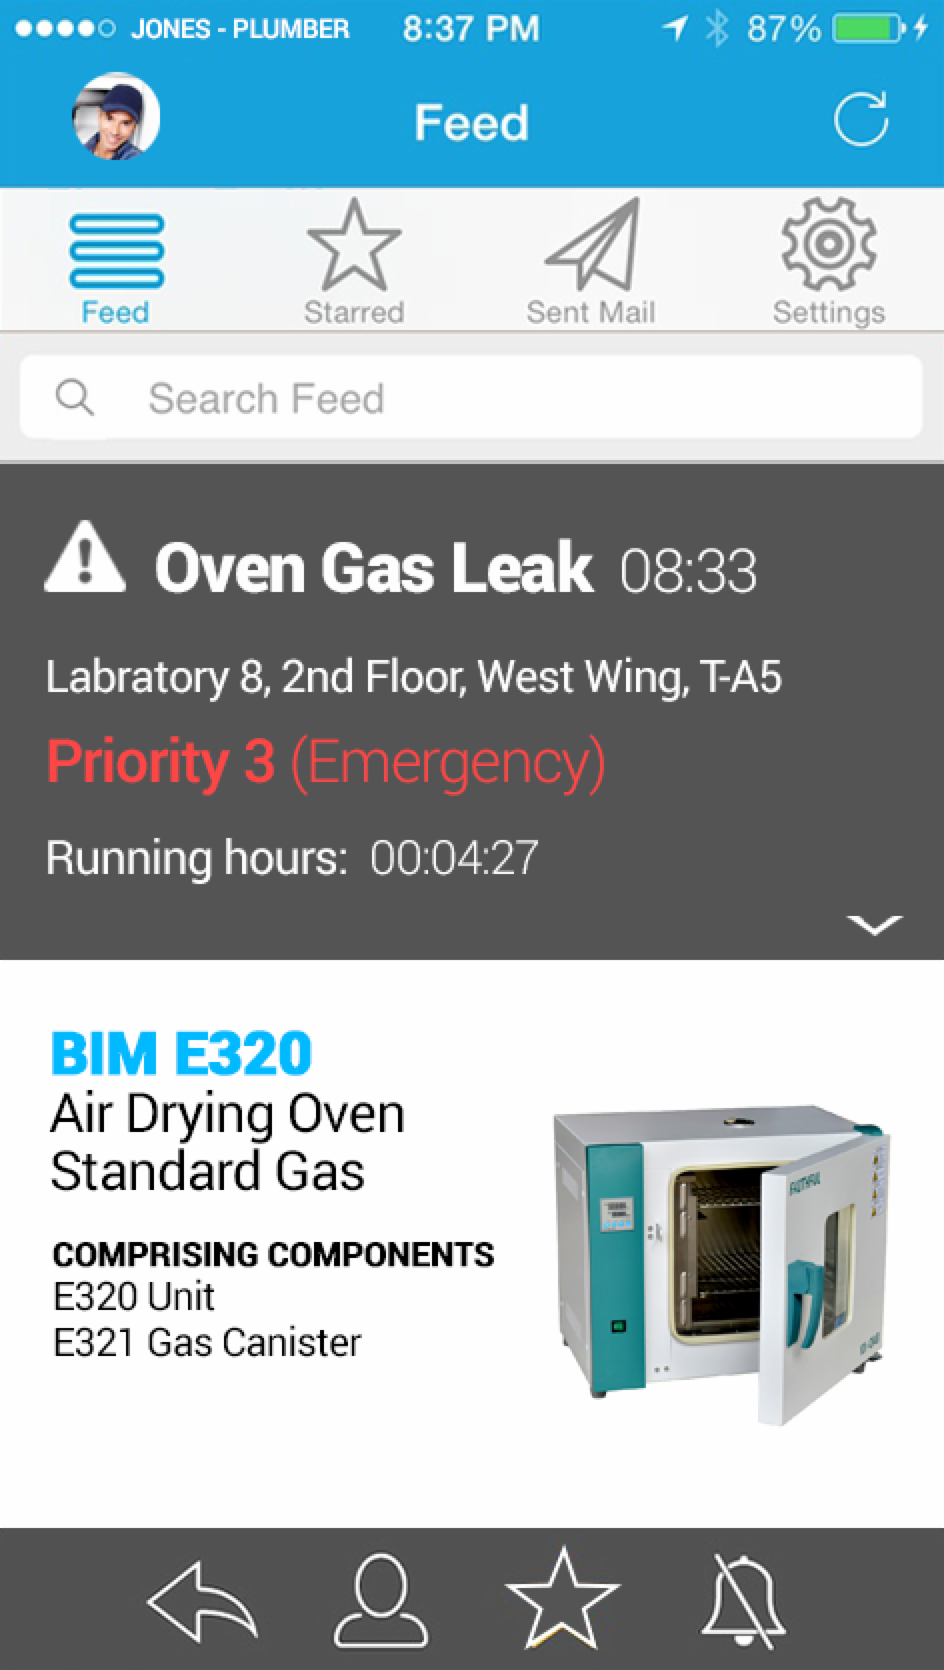 JONES - PLUMBER 8:37 PM 87%
Feed
Feed Starred Sent Mail Settings
Search Feed
Oven Gas Leak 08:33
Labratory 8, 2nd Floor, West Wing, T-A5
Priority 3 (Emergency)
Running hours: 00:04:27
BIM E320
Air Drying Oven
Standard Gas
COMPRISING COMPONENTS
E320 Unit
E321 Gas Canister
FAITHFUL